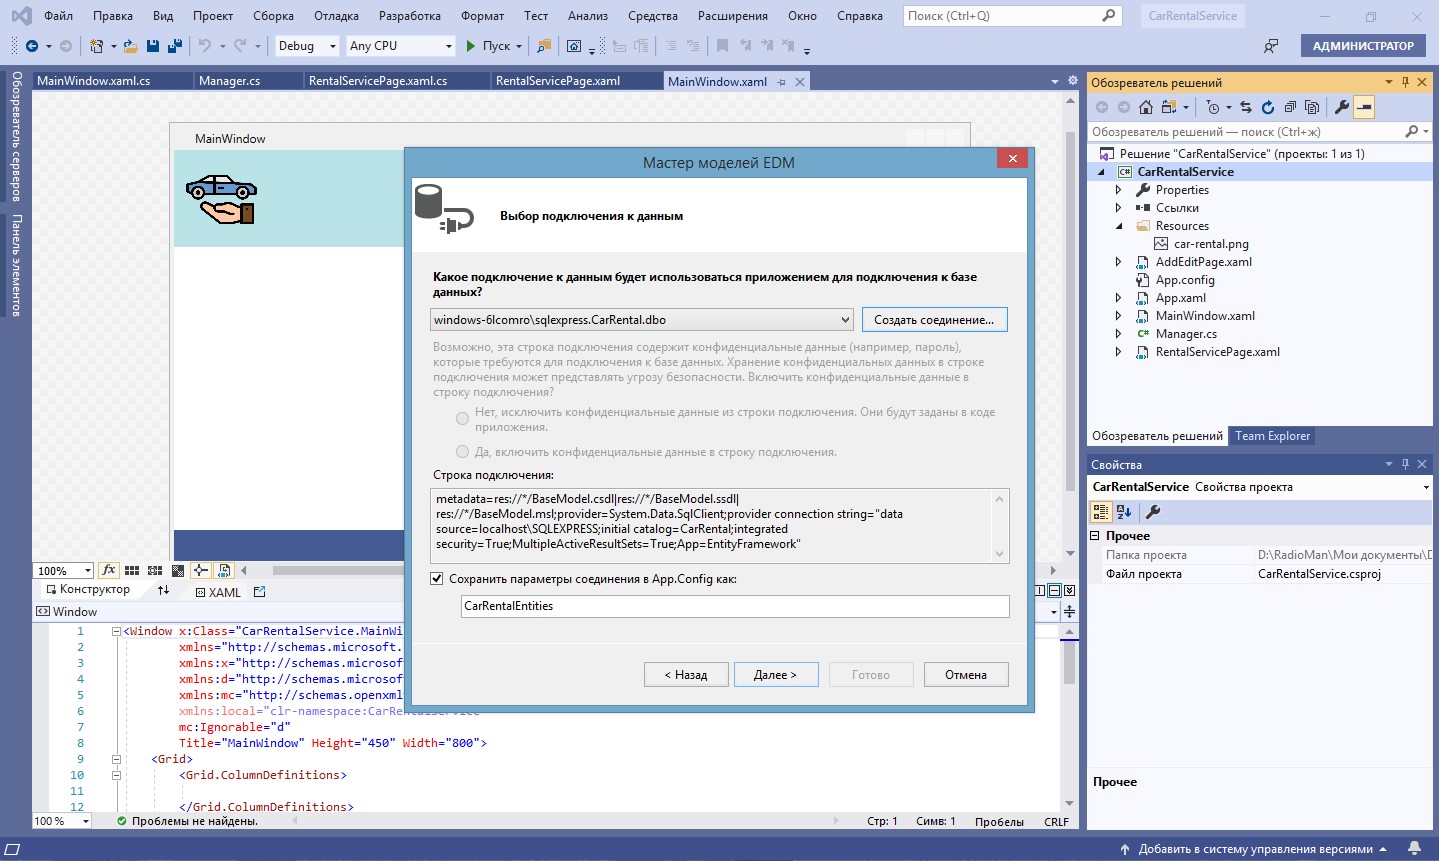 Файл Правка Вид Проект Сборка Отладка Разработка Формат Тест Анализ Средства Расширения Окно Справка Поиск (Ctrl+Q) CarRentalService
Debug Any CPU Пуск АДМИНИСТРАТОР
Обозреватель серверов
Панель элементов
MainWindow.xaml.cs Manager.cs RentalServicePage.xaml.cs RentalServicePage.xaml MainWindow.xaml
MainWindow
Мастер моделей EDM
Выбор подключения к данным
Какое подключение к данным будет использоваться приложением для подключения к базе
данных?
windows-6lcomro\sqlexpress.CarRental.dbo Создать соединение...
Возможно, эта строка подключения содержит конфиденциальные данные (например, пароль),
которые требуются для подключения к базе данных. Хранение конфиденциальных данных в строке
подключения может представлять угрозу безопасности. Включить конфиденциальные данные в
строку подключения?
Нет, исключить конфиденциальные данные из строки подключения. Они будут заданы в коде
приложения.
Да, включить конфиденциальные данные в строку подключения.
Строка подключения:
metadata=res://*/BaseModel.csdl|res://*/BaseModel.ssdl|
res://*/BaseModel.msl;provider=System.Data.SqlClient;provider connection string="data
source=localhost\SQLEXPRESS;initial catalog=CarRental;integrated
security=True;MultipleActiveResultSets=True;App=EntityFramework"
Сохранить параметры соединения в App.Config как:
CarRentalEntities
< Назад Далее > Готово Отмена
100%
Конструктор XAML
Window
1 <Window x:Class="CarRentalService.MainWi
2 xmlns="http://schemas.microsoft.
3 xmlns:x="http://schemas.microsof
4 xmlns:d="http://schemas.microsof
5 xmlns:mc="http://schemas.openxml
6 xmlns:local="clr-namespace:CarRentalService"
7 mc:Ignorable="d"
8 Title="MainWindow" Height="450" Width="800">
9 <Grid>
10 <Grid.ColumnDefinitions>
11
12 </Grid.ColumnDefinitions>
100 % Проблемы не найдены. Стр: 1 Симв: 1 Пробелы CRLF
Обозреватель решений
Обозреватель решений — поиск (Ctrl+ж)
Решение "CarRentalService" (проекты: 1 из 1)
C# CarRentalService
Properties
Ссылки
Resources
car-rental.png
AddEditPage.xaml
App.config
App.xaml
MainWindow.xaml
C# Manager.cs
RentalServicePage.xaml
Обозреватель решений Team Explorer
Свойства
CarRentalService Свойства проекта
Прочее
Папка проекта D:\RadioMan\Мои документы\D
Файл проекта CarRentalService.csproj
Прочее
Добавить в систему управления версиями